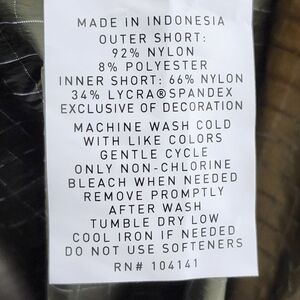 MADE IN INDONESIA
OUTER SHORT:
92% NYLON
8% POLYESTER
INNER SHORT: 66% NYLON
34% LYCRA®SPANDEX
EXCLUSIVE OF DECORATION
MACHINE WASH COLD
WITH LIKE COLORS
GENTLE CYCLE
ONLY NON-CHLORINE
BLEACH WHEN NEEDED
REMOVE PROMPTLY
AFTER WASH
TUMBLE DRY LOW
COOL IRON IF NEEDED
DO NOT USE SOFTENERS
RN# 104141